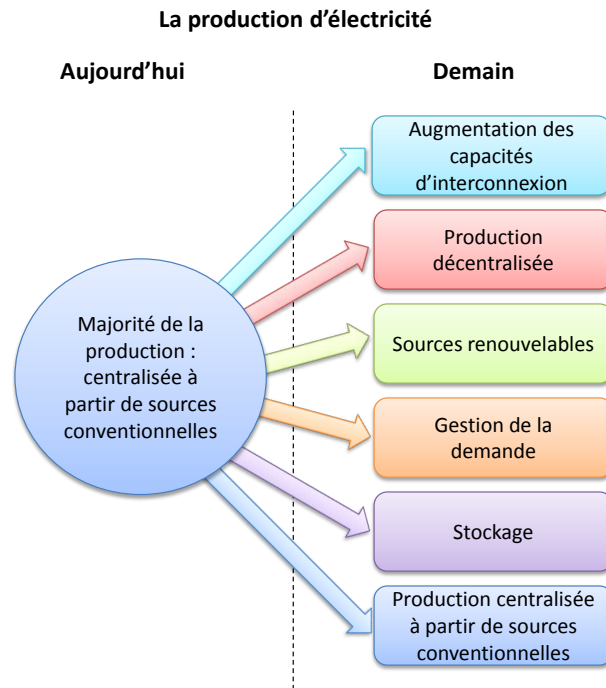 La production d'électricité
Aujourd'hui
Demain
Majorité de la
production :
centralisée à
partir de sources
conventionnelles
Augmentation des
capacités
d'interconnexion
Production
décentralisée
Sources renouvelables
Gestion de la
demande
Stockage
Production centralisée
à partir de sources
conventionnelles